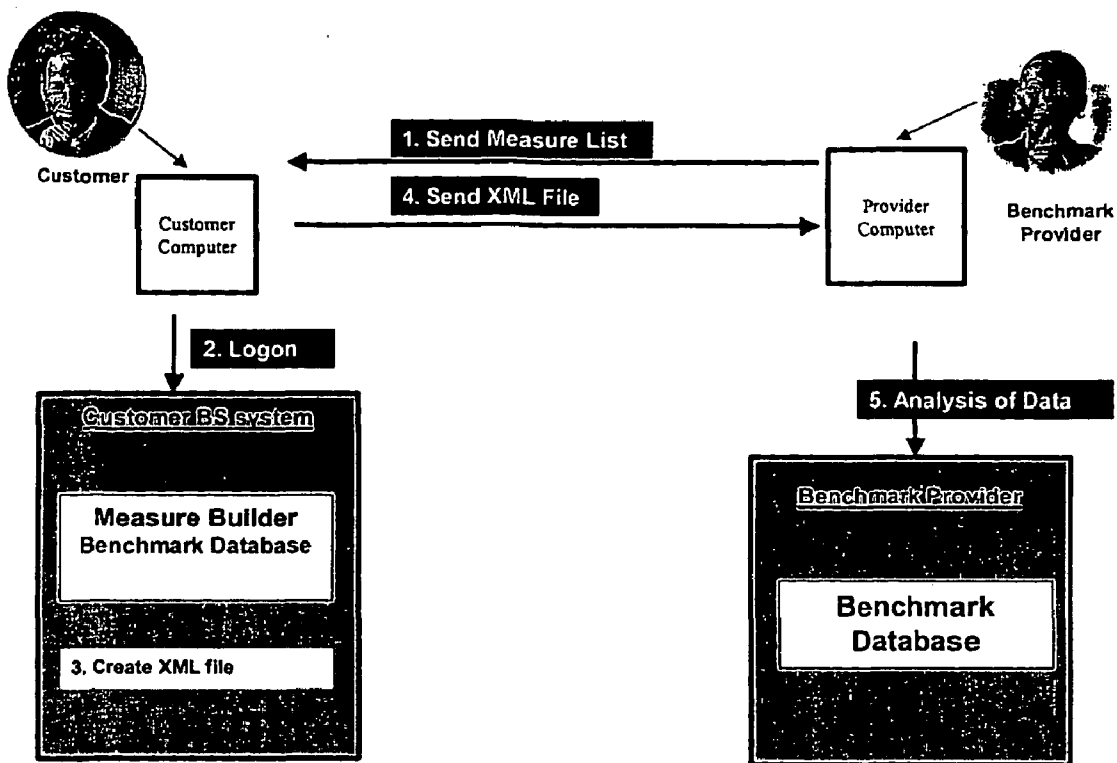 Customer
Customer
Computer
1. Send Measure List
4. Send XML File
Provider
Computer
Benchmark
Provider
2. Logon
Customer BS system
Measure Builder
Benchmark Database
3. Create XML file
5. Analysis of Data
Benchmark Provider
Benchmark
Database